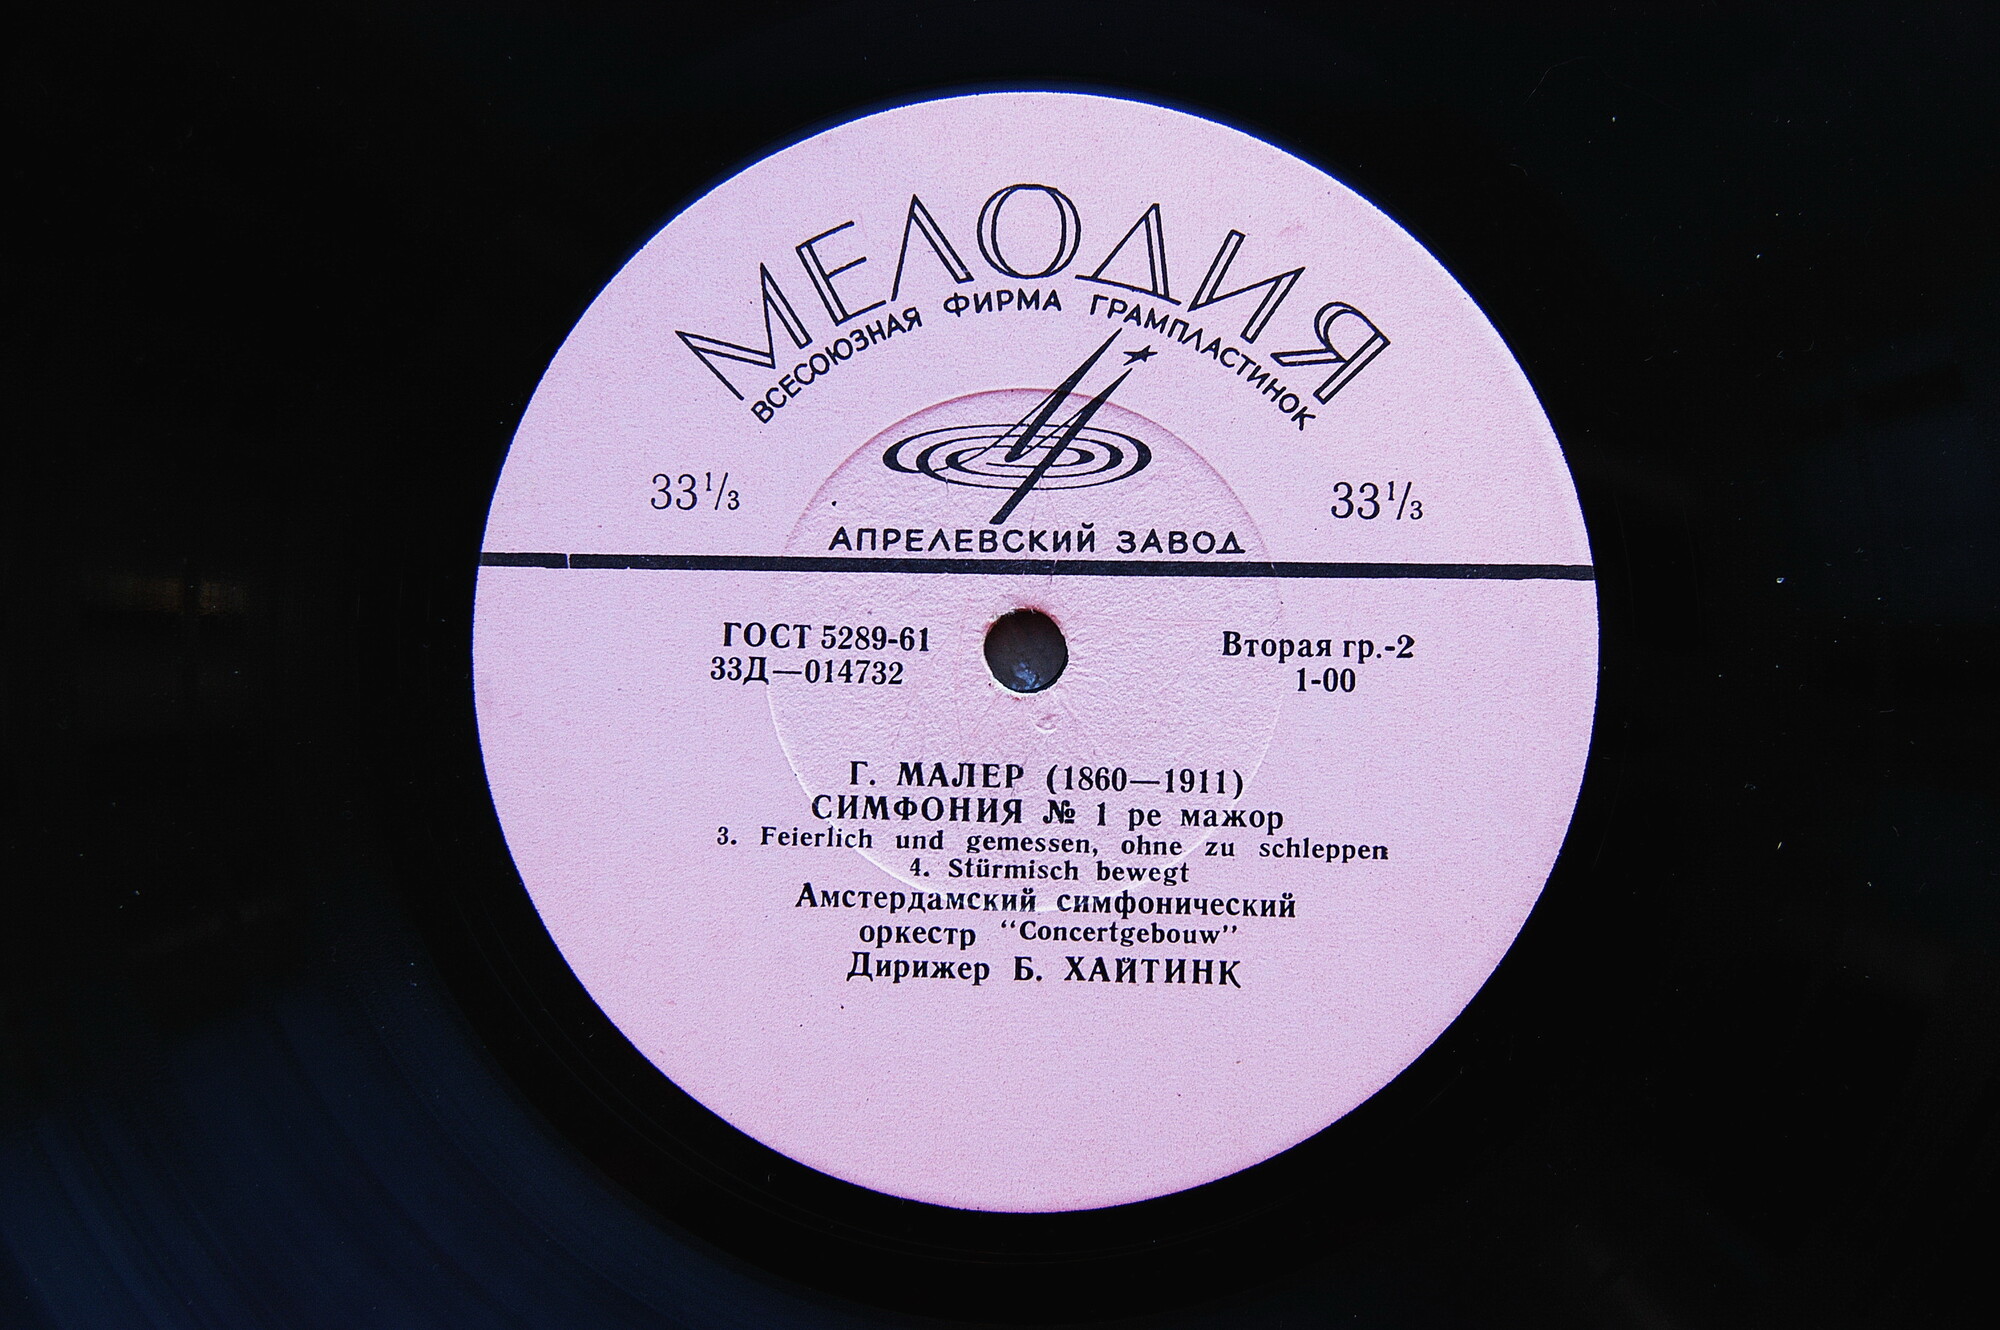 МЕЛОДИЯ
ВСЕСОЮЗНАЯ ФИРМА ГРАМПЛАСТИНОК
33⅓ 33⅓
АПРЕЛЕВСКИЙ ЗАВОД
ГОСТ 5289-61 Вторая гр.-2
33Д—014732 1-00
Г. МАЛЕР (1860—1911)
СИМФОНИЯ № 1 ре мажор
3. Feierlich und gemessen, ohne zu schleppen
4. Stürmisch bewegt
Амстердамский симфонический
оркестр “Concertgebouw”
Дирижер Б. ХАЙТИНК